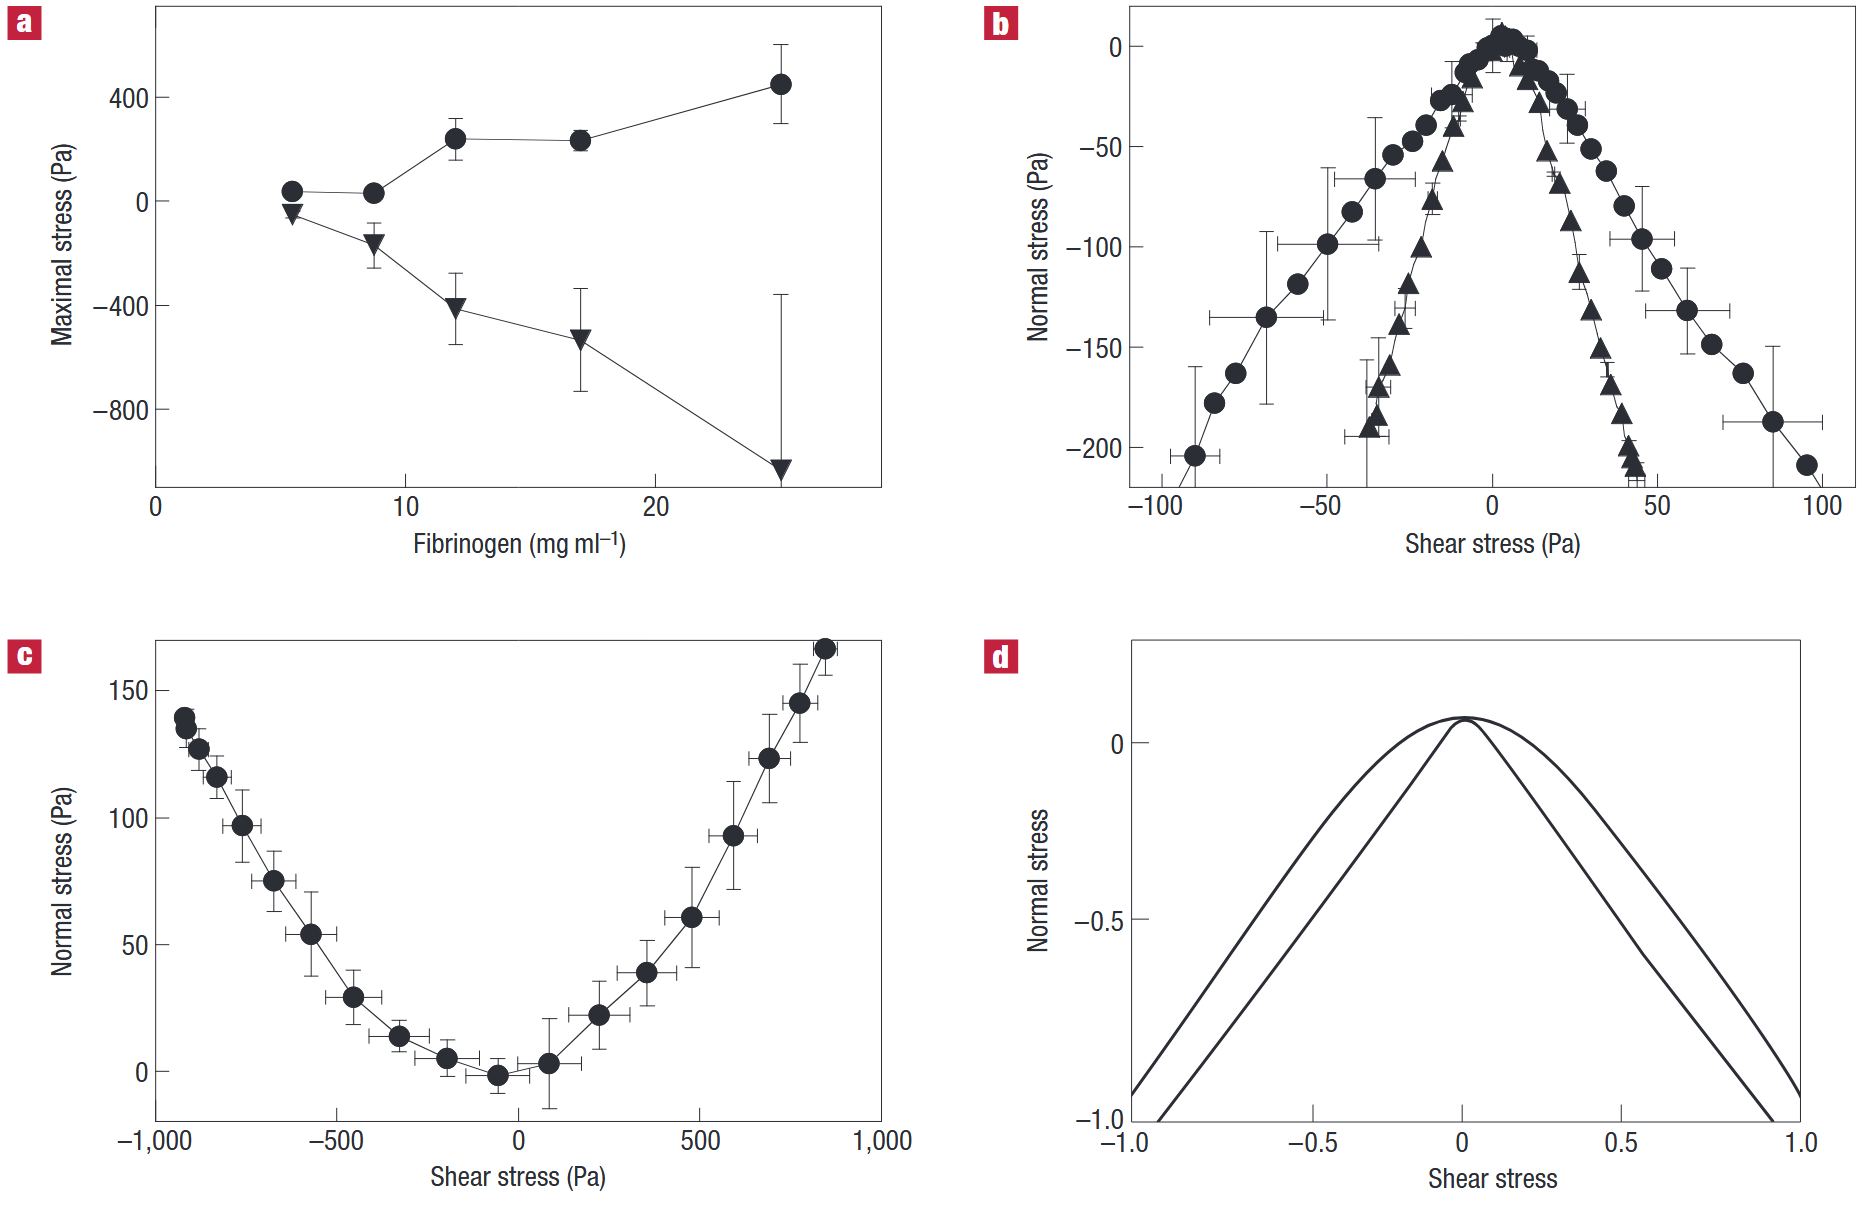 a
400
0
−400
−800
Maximal stress (Pa)
0
10
20
Fibrinogen (mg ml−1)
b
0
−50
−100
−150
−200
Normal stress (Pa)
−100
−50
0
50
100
Shear stress (Pa)
c
150
100
50
0
Normal stress (Pa)
−1,000
−500
0
500
1,000
Shear stress (Pa)
d
0
−0.5
−1.0
Normal stress
−1.0
−0.5
0
0.5
1.0
Shear stress